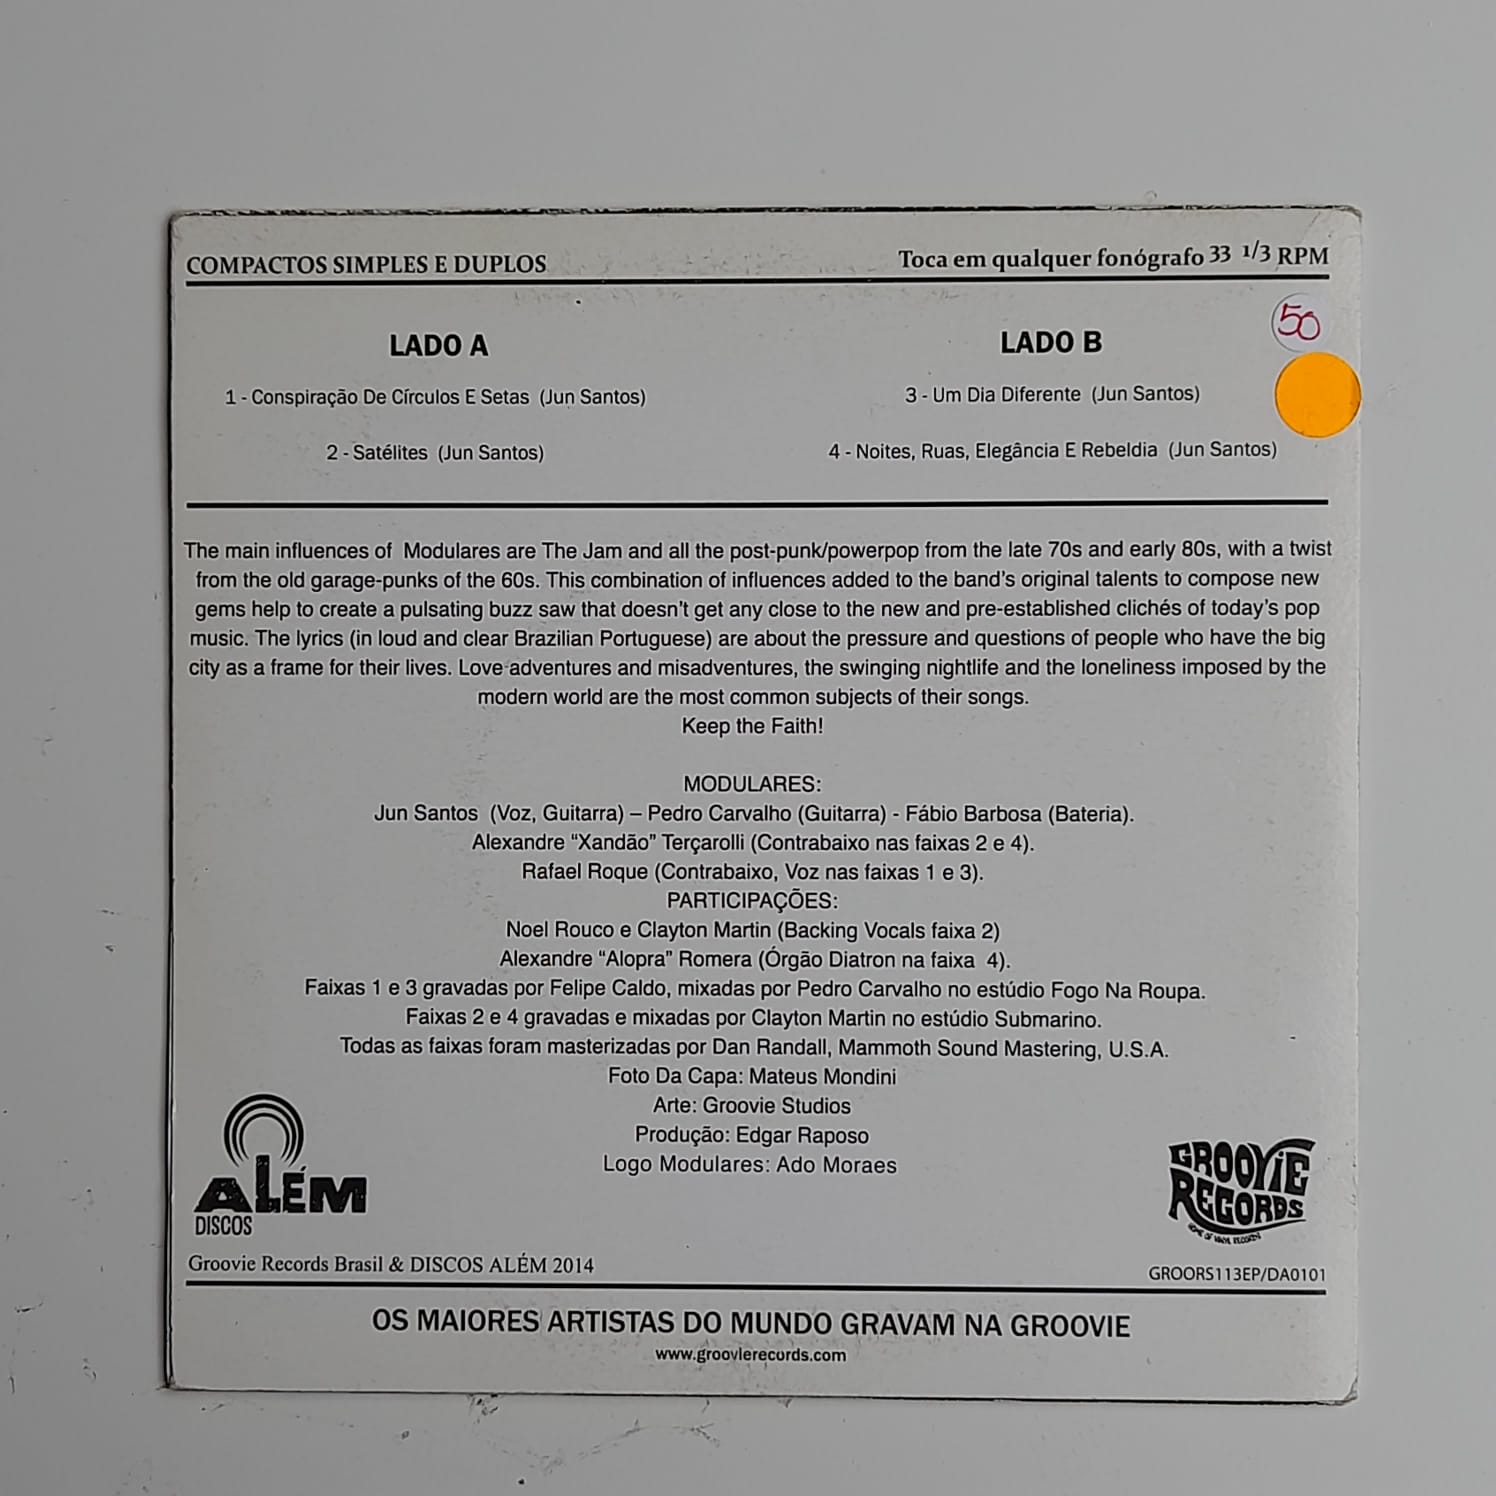 COMPACTOS SIMPLES E DUPLOS
Toca em qualquer fonógrafo 33 1/3 RPM
50
LADO A
1 - Conspiração De Círculos E Setas (Jun Santos)
2 - Satélites (Jun Santos)
LADO B
3 - Um Dia Diferente (Jun Santos)
4 - Noites, Ruas, Elegância E Rebeldia (Jun Santos)
The main influences of Modulares are The Jam and all the post-punk/powerpop from the late 70s and early 80s, with a twist
from the old garage-punks of the 60s. This combination of influences added to the band's original talents to compose new
gems help to create a pulsating buzz saw that doesn't get any close to the new and pre-established clichés of today's pop
music. The lyrics (in loud and clear Brazilian Portuguese) are about the pressure and questions of people who have the big
city as a frame for their lives. Love adventures and misadventures, the swinging nightlife and the loneliness imposed by the
modern world are the most common subjects of their songs.
Keep the Faith!
MODULARES:
Jun Santos (Voz, Guitarra) – Pedro Carvalho (Guitarra) - Fábio Barbosa (Bateria).
Alexandre “Xandão” Terçarolli (Contrabaixo nas faixas 2 e 4).
Rafael Roque (Contrabaixo, Voz nas faixas 1 e 3).
PARTICIPAÇÕES:
Noel Rouco e Clayton Martin (Backing Vocals faixa 2)
Alexandre “Alopra” Romera (Órgão Diatron na faixa 4).
Faixas 1 e 3 gravadas por Felipe Caldo, mixadas por Pedro Carvalho no estúdio Fogo Na Roupa.
Faixas 2 e 4 gravadas e mixadas por Clayton Martin no estúdio Submarino.
Todas as faixas foram masterizadas por Dan Randall, Mammoth Sound Mastering, U.S.A.
Foto Da Capa: Mateus Mondini
Arte: Groovie Studios
Produção: Edgar Raposo
Logo Modulares: Ado Moraes
ALÉM
DISCOS
GROOVIE
RECORDS
HOME OF VINYL RECORDS
Groovie Records Brasil & DISCOS ALÉM 2014
GROORS113EP/DA0101
OS MAIORES ARTISTAS DO MUNDO GRAVAM NA GROOVIE
www.groovierecords.com